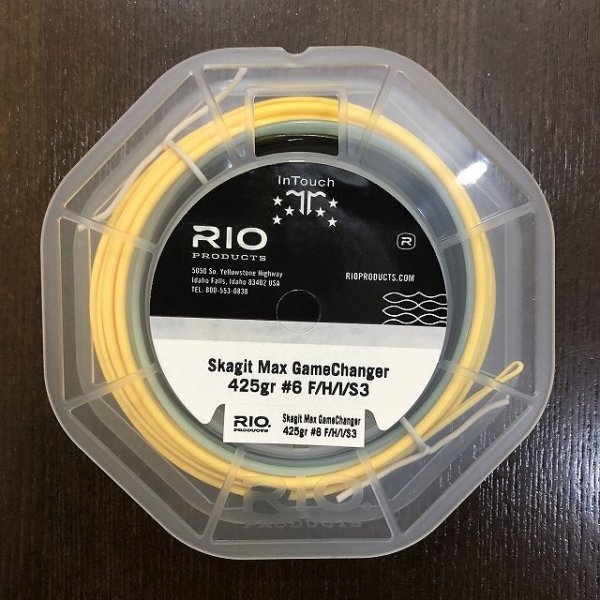 InTouch
RIO
PRODUCTS
5050 So. Yellowstone Highway
Idaho Falls, Idaho 83402 USA
TEL. 800-553-0838
R
RIOPRODUCTS.COM
Skagit Max GameChanger
425gr #6 F/H/I/S3
RIO.
PRODUCTS
Skagit Max GameChanger
425gr #6 F/H/I/S3
RIO
PRODUCTS